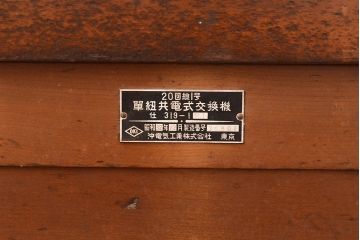 20回線1号
單紐共電式交換機
仕 319-1
昭和 年 月 製造番号
沖電気工業株式会社 東京